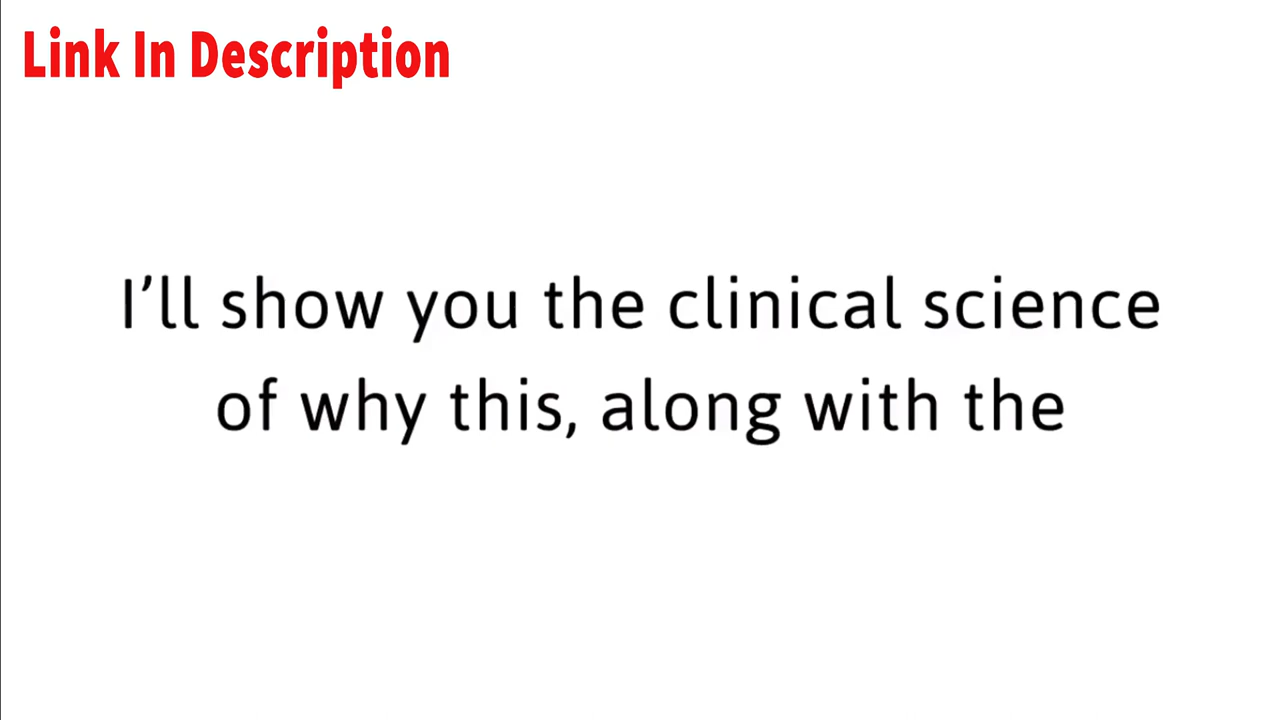 Link In Description
I’ll show you the clinical science
of why this, along with the